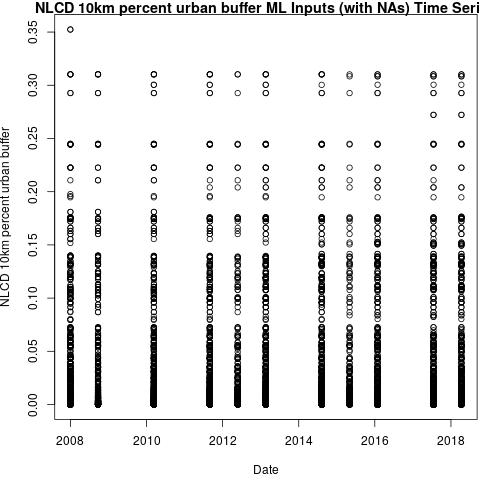 NLCD 10km percent urban buffer ML Inputs (with NAs) Time Seri
NLCD 10km percent urban buffer
0.35
0.30
0.25
0.20
0.15
0.10
0.05
0.00
2008 2010 2012 2014 2016 2018
Date